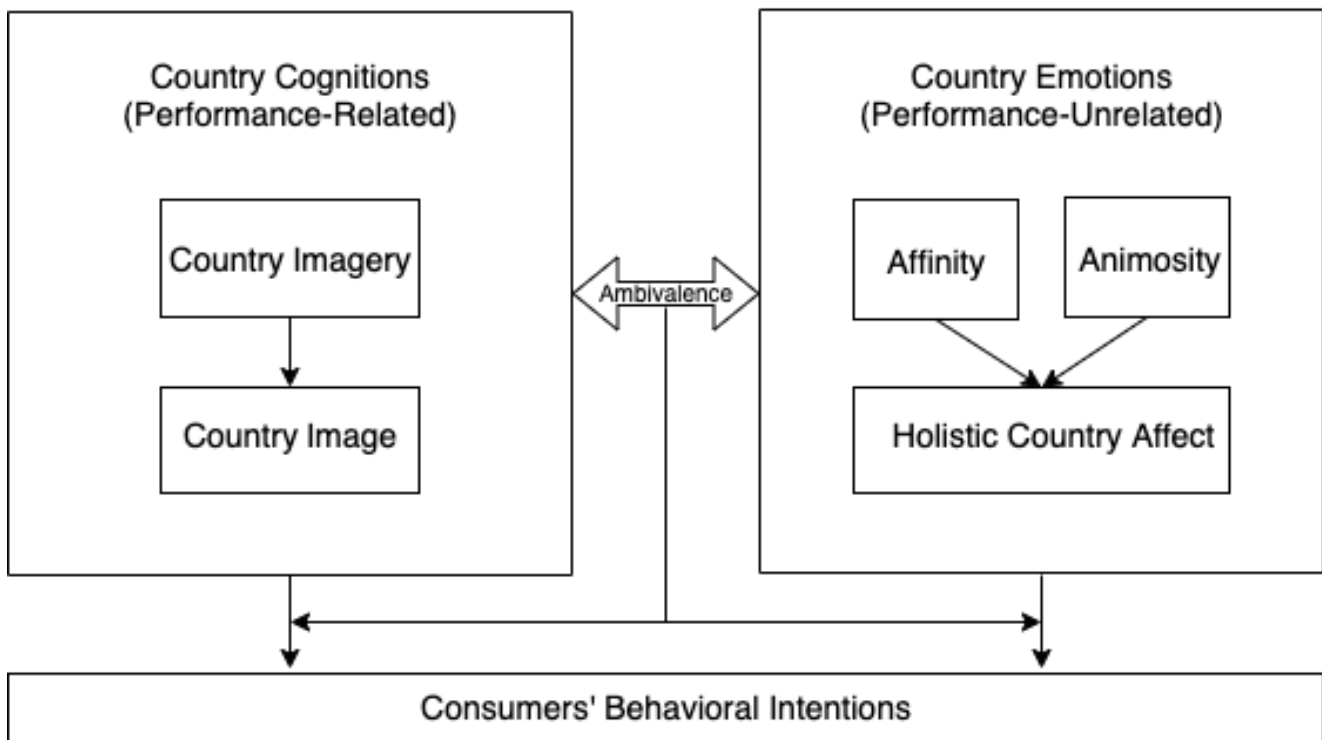 Country Cognitions
(Performance-Related)
Country Imagery
Country Image
Ambivalence
Country Emotions
(Performance-Unrelated)
Affinity
Animosity
Holistic Country Affect
Consumers' Behavioral Intentions